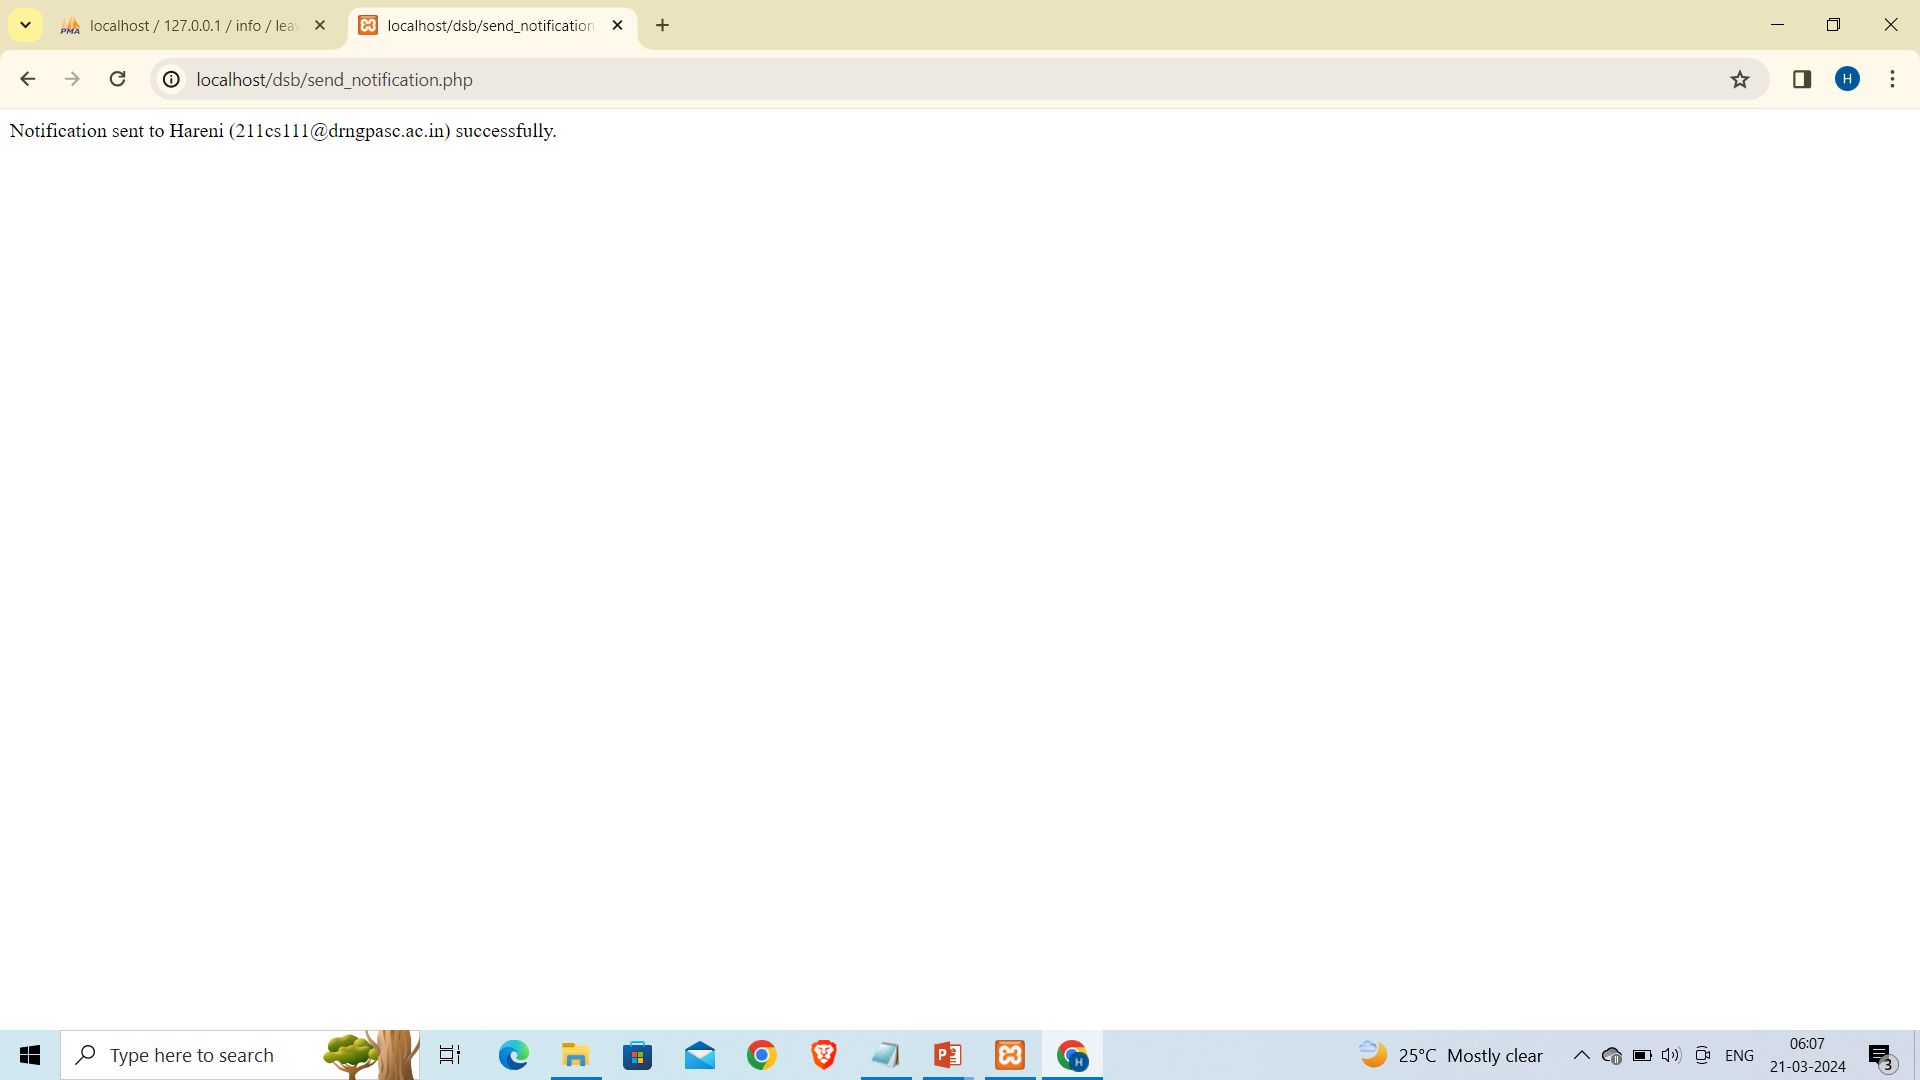 localhost / 127.0.0.1 / info / lea
localhost/dsb/send_notification
localhost/dsb/send_notification.php
H
Notification sent to Hareni (211cs111@drngpasc.ac.in) successfully.
Type here to search
25°C Mostly clear
ENG
06:07
21-03-2024
3